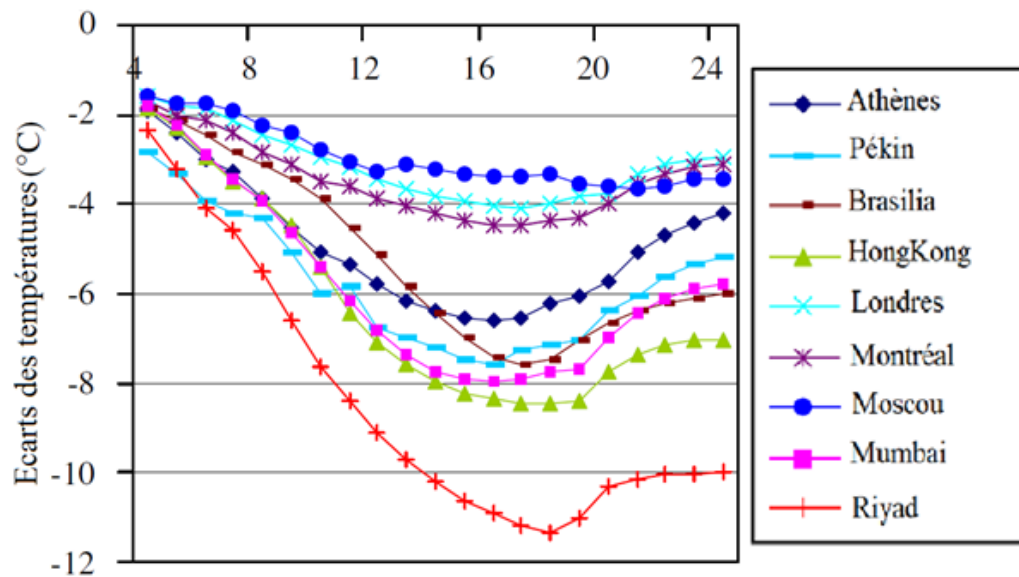 0
4 8 12 16 20 24
-2
-4
-6
-8
-10
-12
Ecarts des températures (°C)
Athènes
Pékin
Brasilia
HongKong
Londres
Montréal
Moscou
Mumbai
Riyad